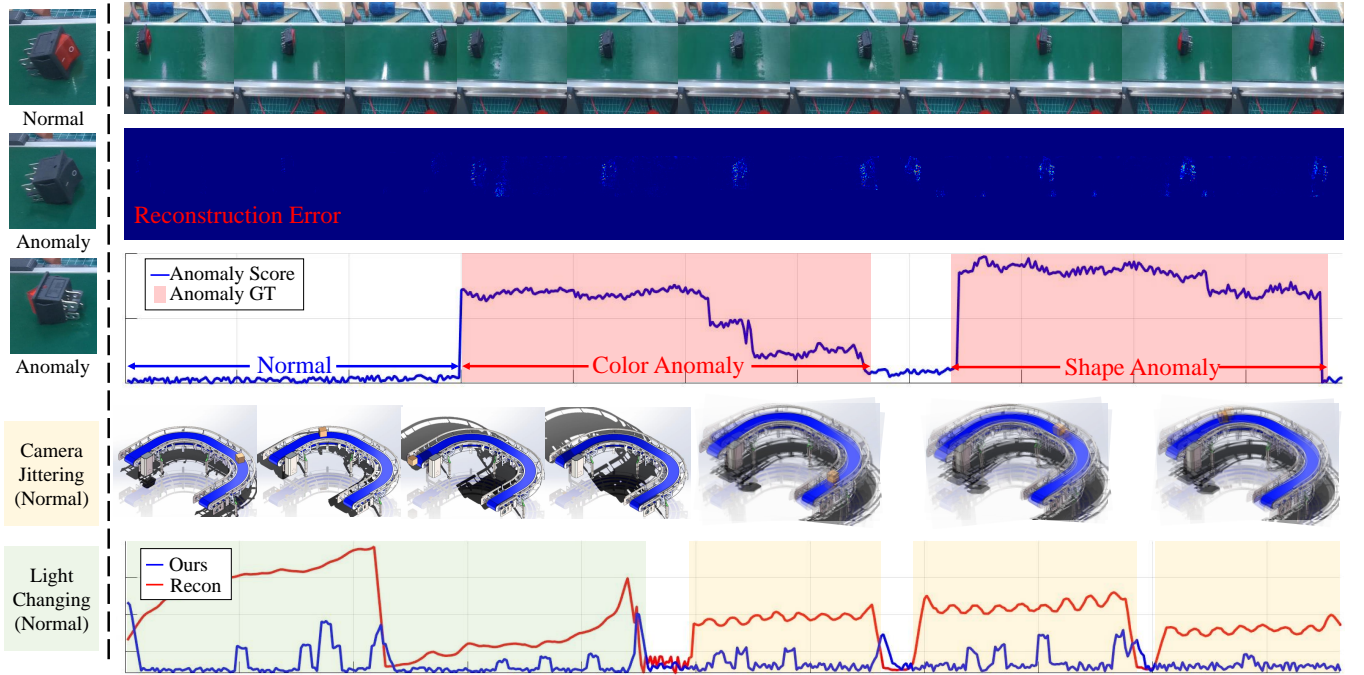 Normal
Anomaly
Anomaly
Reconstruction Error
Anomaly Score
Anomaly GT
Normal
Color Anomaly
Shape Anomaly
Camera
Jittering
(Normal)
Light
Changing
(Normal)
Ours
Recon